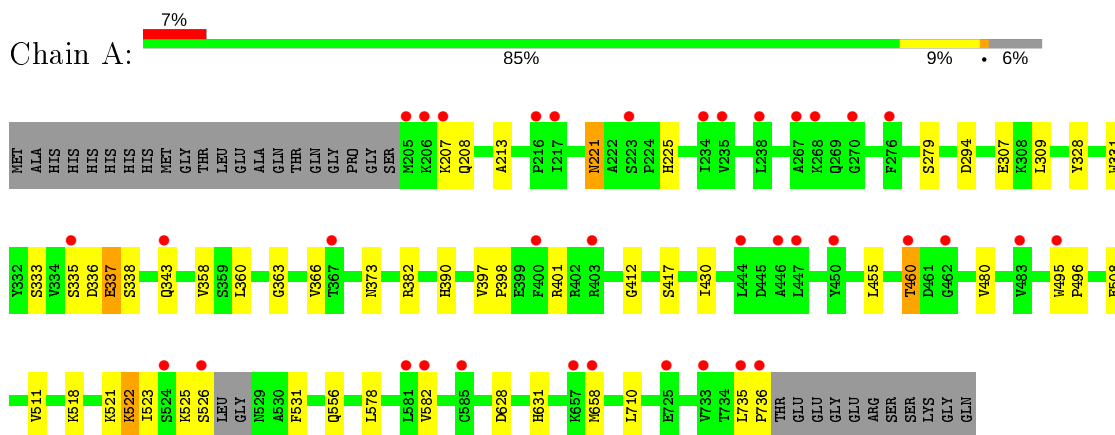 Chain A:
7%
85% 9% • 6%
MET ALA HIS HIS HIS HIS HIS HIS MET GLY THR LEU GLU ALA GLN THR GLN GLY PRO GLY SER M205 K206 K207 Q208 A213 P216 I217 N221 A222 S223 P224 H225 I234 V235 L238 A267 K268 Q269 G270 F276 S279 D294 E307 K308 L309 Y328 W331
Y332 S333 V334 S335 D336 E337 S338 Q343 V358 S359 L360 G363 V366 T367 N373 R382 H390 V397 P398 E399 F400 R401 R402 R403 G412 S417 I430 L444 D445 A446 L447 Y450 L455 T460 D461 G462 V480 V483 W495 P496
V511 K518 K521 K522 I523 S524 K525 S526 LEU GLY N529 A530 F531 Q556 L578 L581 V582 C585 D628 H631 K657 M658 L710 E725 V733 T734 L735 P736 THR GLU GLU GLY GLU ARG SER SER LYS GLY GLN